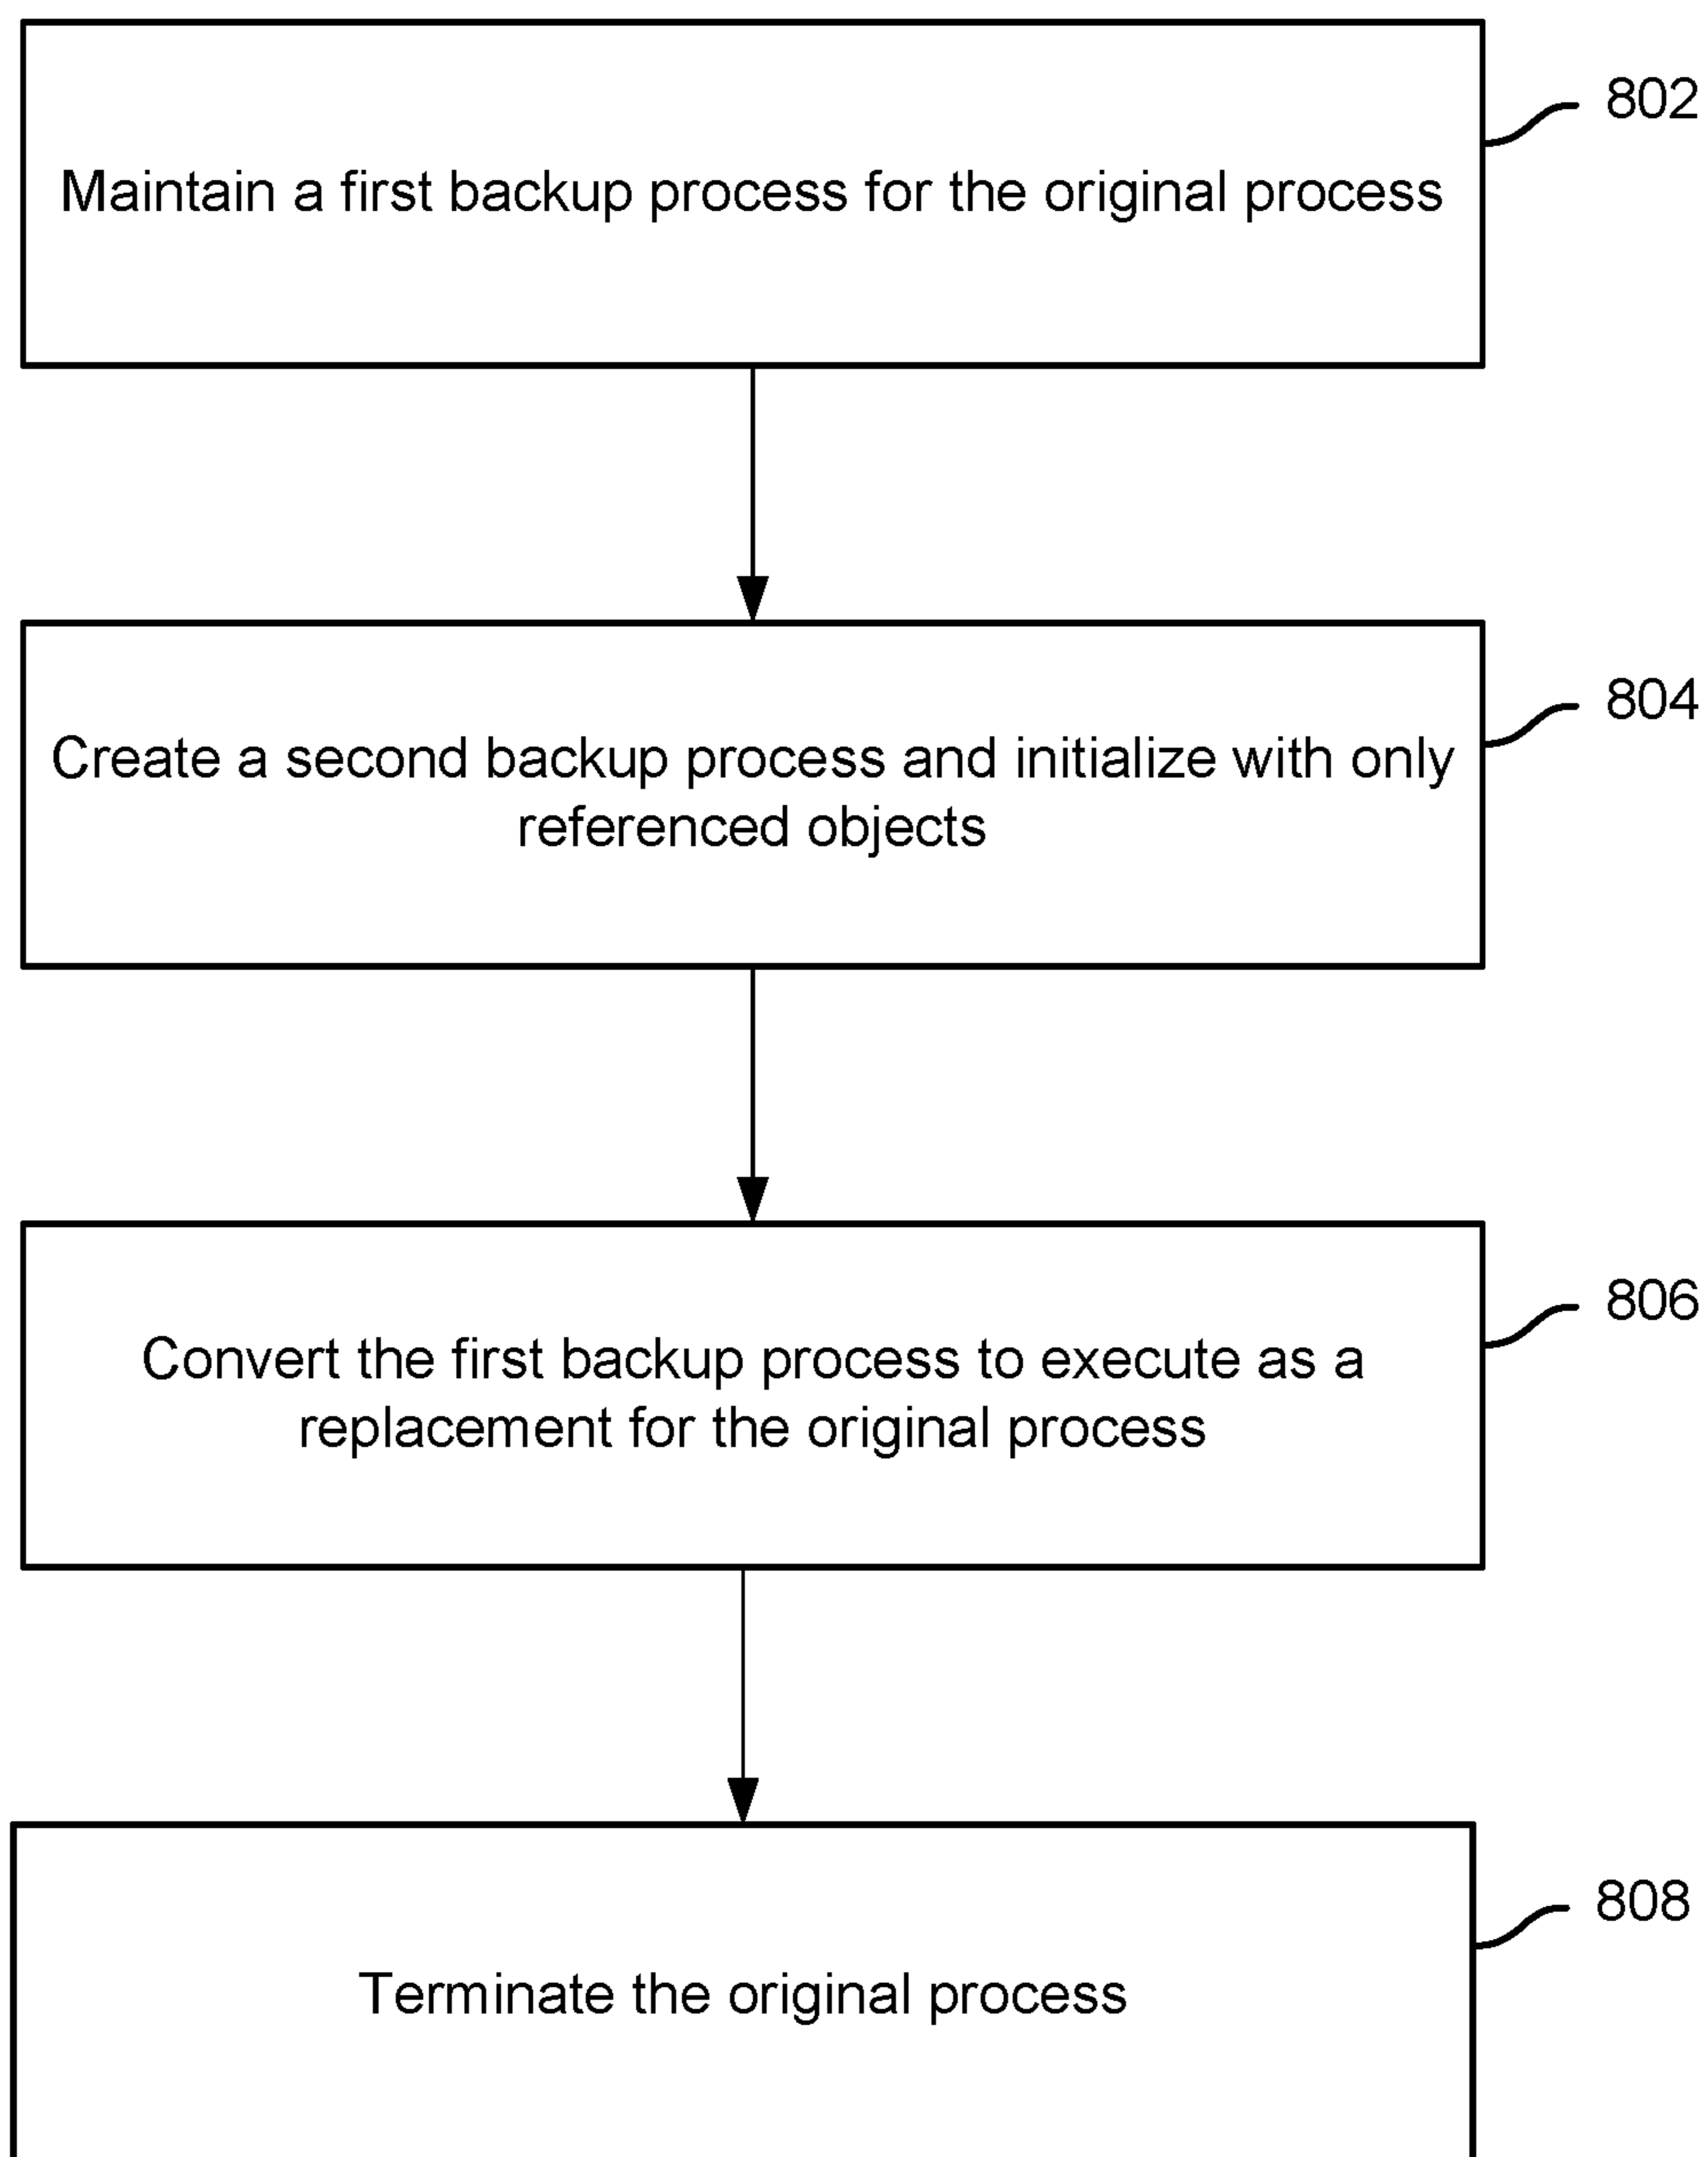 802
Maintain a first backup process for the original process
804
Create a second backup process and initialize with only
referenced objects
806
Convert the first backup process to execute as a
replacement for the original process
808
Terminate the original process